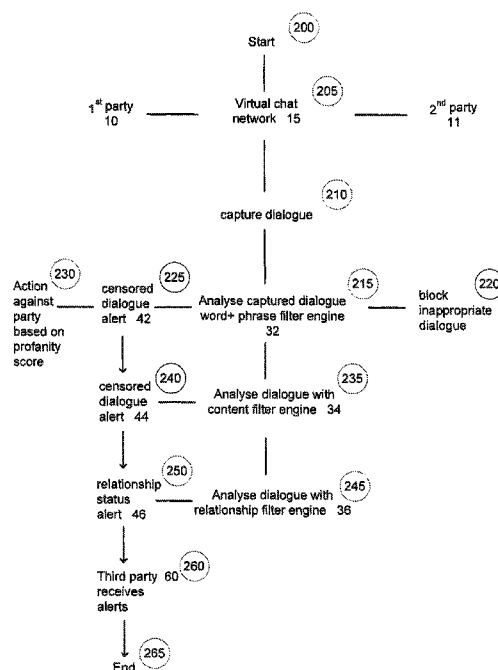 200
Start
205
1st party
10
Virtual chat
network 15
2nd party
11
210
capture dialogue
230
225
215
220
Action
against
party
based on
profanity
score
censored
dialogue
alert 42
Analyse captured dialogue
word+ phrase filter engine
32
block
inappropriate
dialogue
240
235
censored
dialogue
alert 44
Analyse dialogue with
content filter engine 34
250
245
relationship
status
alert 46
Analyse dialogue with
relationship filter engine 36
260
Third party 60
receives
alerts
265
End